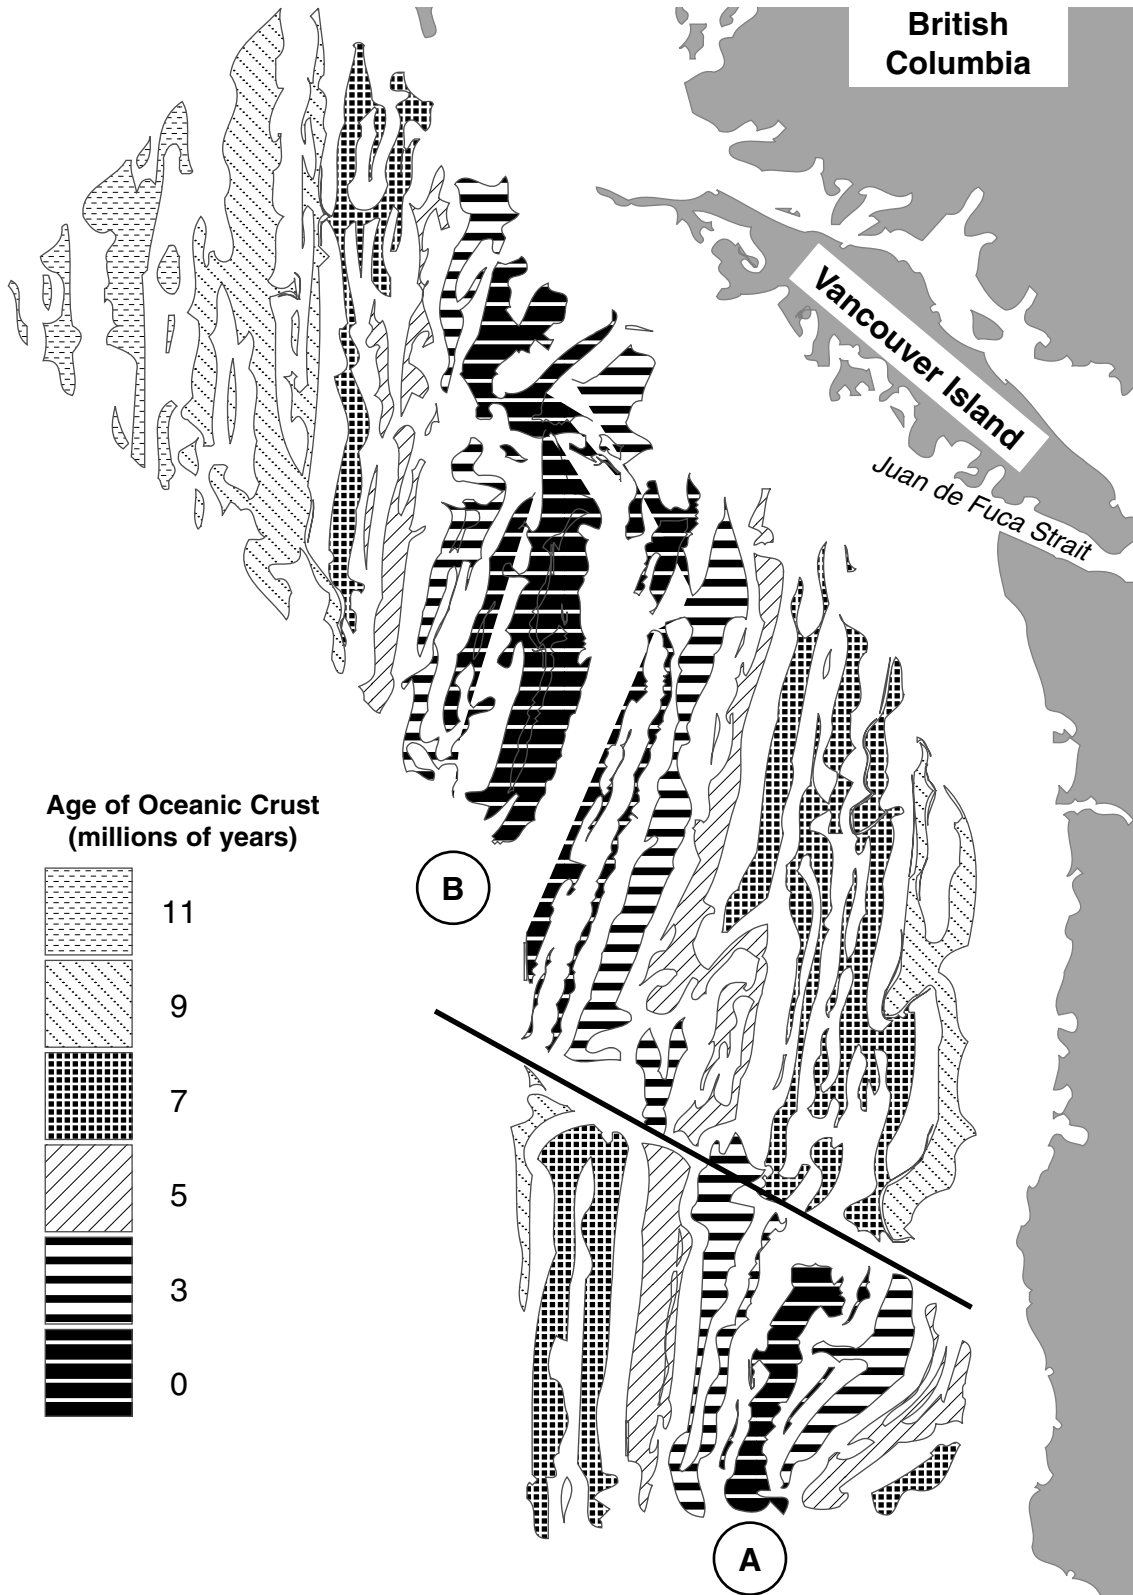 British
Columbia
Vancouver Island
Juan de Fuca Strait
Age of Oceanic Crust
(millions of years)
11
9
7
5
3
0
B
A